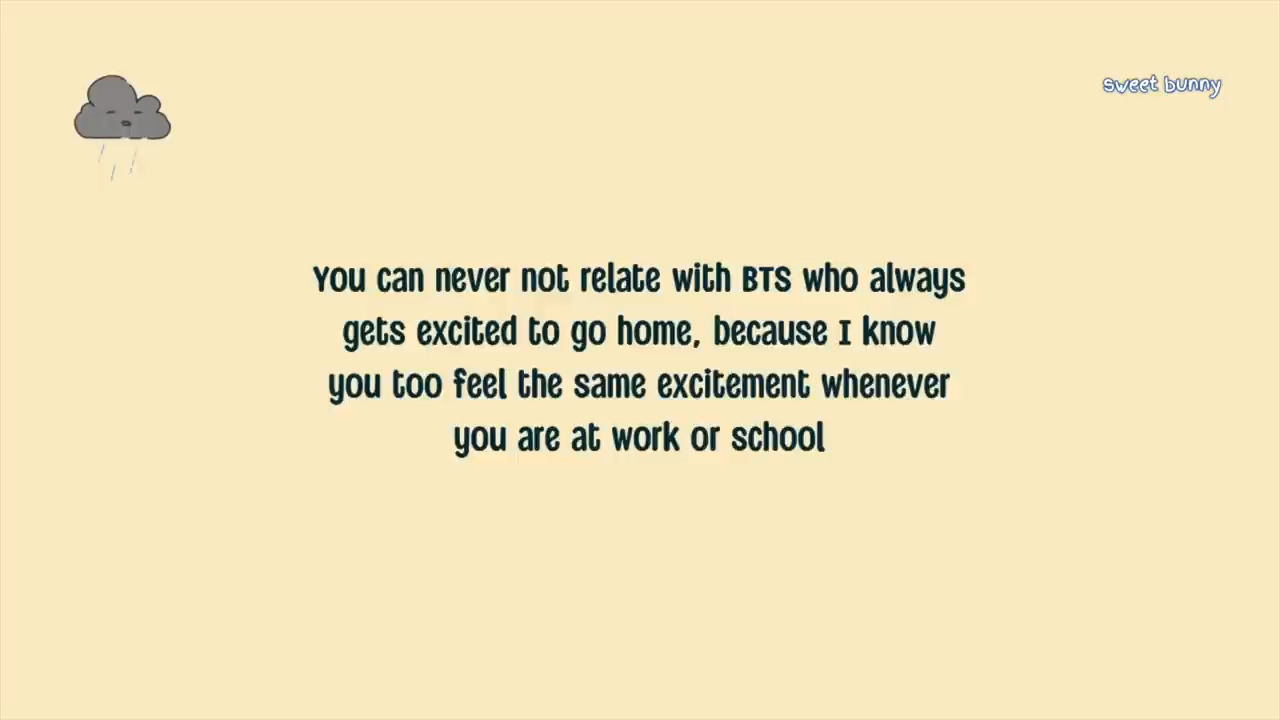 sweet bunny
You can never not relate with BTS who always
gets excited to go home, because I know
you too feel the same excitement whenever
you are at work or school